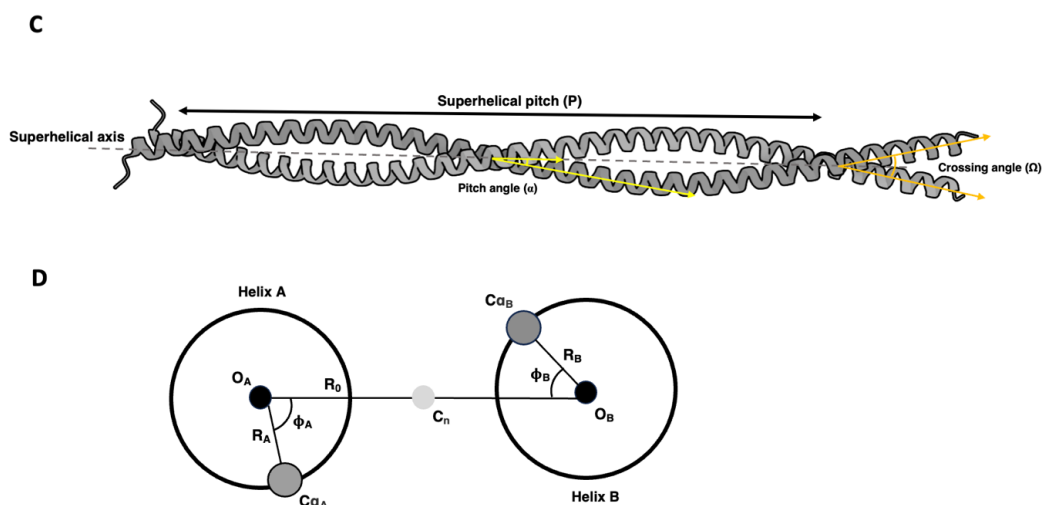 C
Superhelical pitch (P)
Superhelical axis
Pitch angle (α)
Crossing angle (Ω)
D
Helix A
Cα_B
O_A
R_0
R_B
ϕ_B
R_A
ϕ_A
C_n
O_B
Cα_A
Helix B